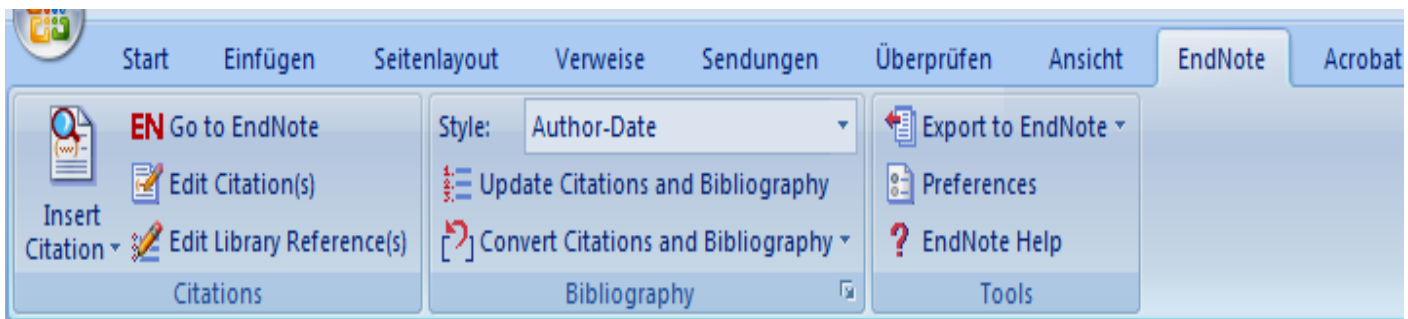 Start Einfügen Seitenlayout Verweise Sendungen Überprüfen Ansicht EndNote Acrobat
Insert
Citation
EN Go to EndNote
Edit Citation(s)
Edit Library Reference(s)
Citations
Style: Author-Date
Update Citations and Bibliography
Convert Citations and Bibliography
Bibliography
Export to EndNote
Preferences
EndNote Help
Tools